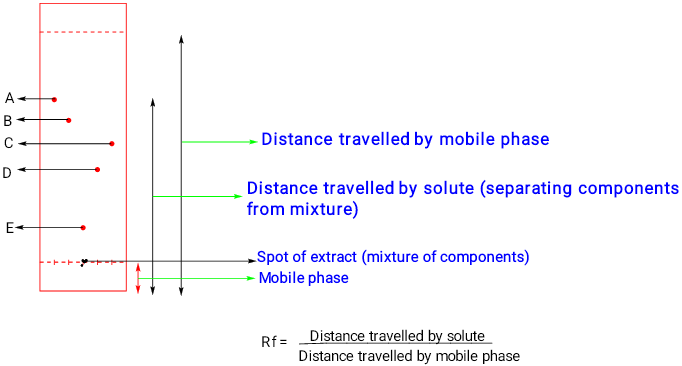 A
B
C
D
E
Distance travelled by mobile phase
Distance travelled by solute (separating components
from mixture)
Spot of extract (mixture of components)
Mobile phase
Rf = Distance travelled by solute
Distance travelled by mobile phase